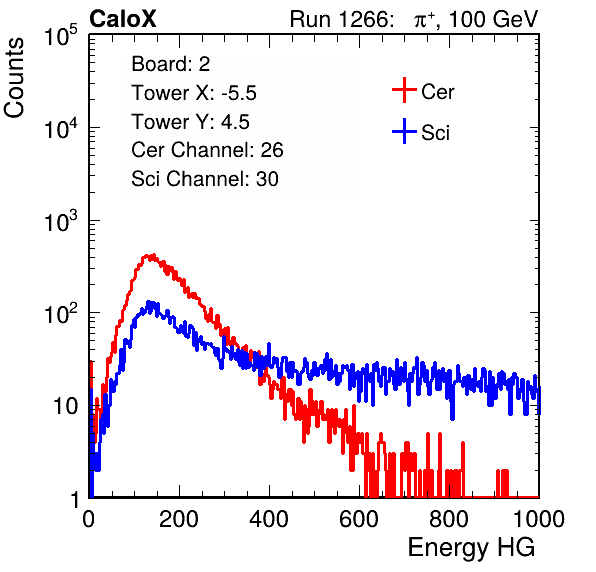 CaloX Run 1266: π⁺, 100 GeV
Counts
10⁵
10⁴
10³
10²
10
1
Board: 2
Tower X: -5.5
Tower Y: 4.5
Cer Channel: 26
Sci Channel: 30
Cer
Sci
0 200 400 600 800 1000
Energy HG